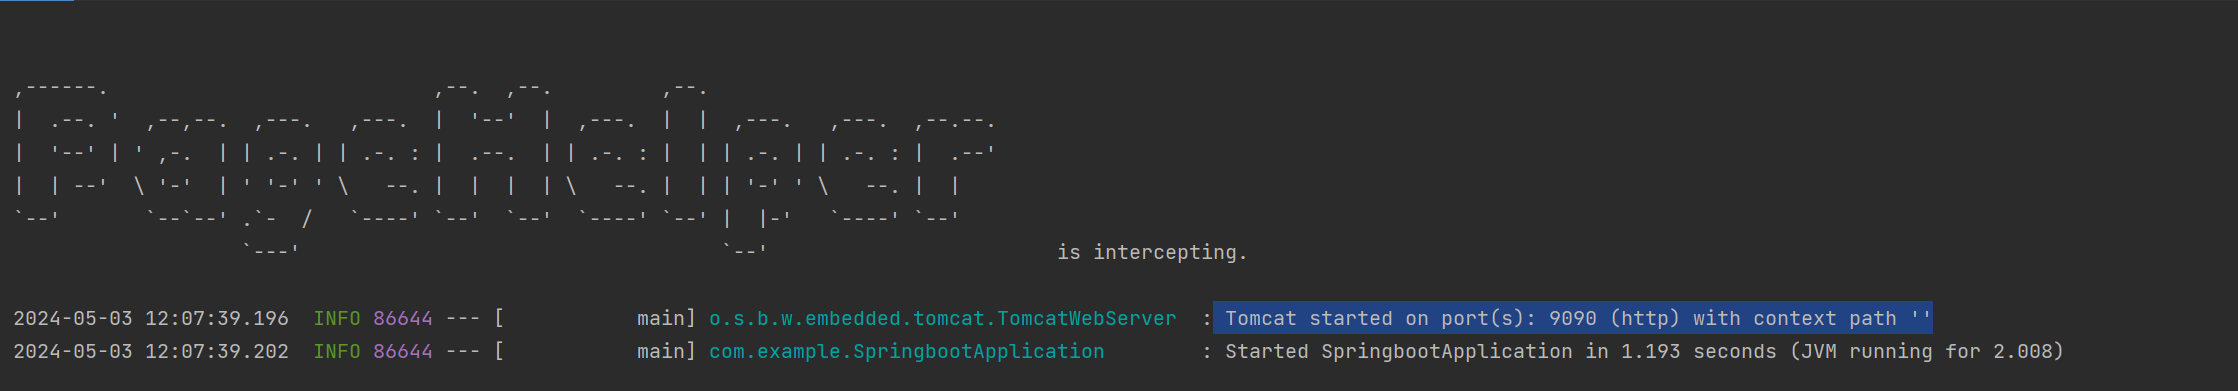 ,------.                           ,--.  ,--.         ,--.
|  .--. '  ,--,--.  ,---.   ,---.  |  '--'  |  ,---.  |  |  ,---.   ,---.  ,--.--.
|  '--' | ' ,-.  | | .-. | | .-. : |  .--.  | | .-. : |  | | .-. | | .-. : |  .--'
|  | --'  \ '-'  | ' '-' ' \   --. |  |  |  | \   --. |  | | '-' ' \   --. |  |
`--'       `--`--' .`-  /   `----' `--'  `--'  `----' `--' |  |-'   `----' `--'
                   `---'                                   `--'                        is intercepting.
2024-05-03 12:07:39.196  INFO 86644 --- [           main] o.s.b.w.embedded.tomcat.TomcatWebServer  : Tomcat started on port(s): 9090 (http) with context path ''
2024-05-03 12:07:39.202  INFO 86644 --- [           main] com.example.SpringbootApplication        : Started SpringbootApplication in 1.193 seconds (JVM running for 2.008)